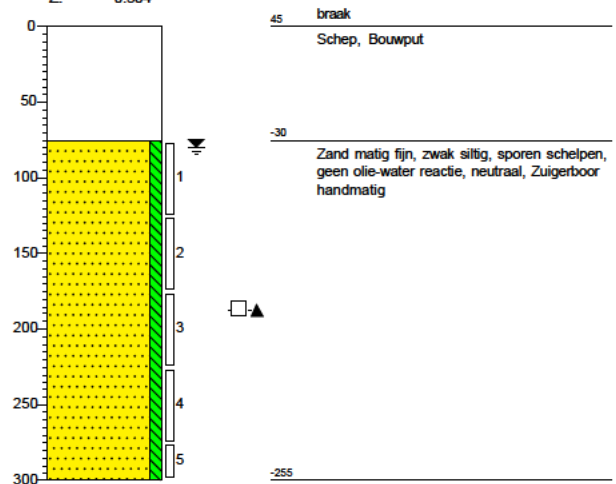 45 braak
0
Schep, Bouwput
50
-30
Zand matig fijn, zwak siltig, sporen schelpen,
geen olie-water reactie, neutraal, Zuigerboor
handmatig
100
1
150
2
200
3
250
4
5
300
-255